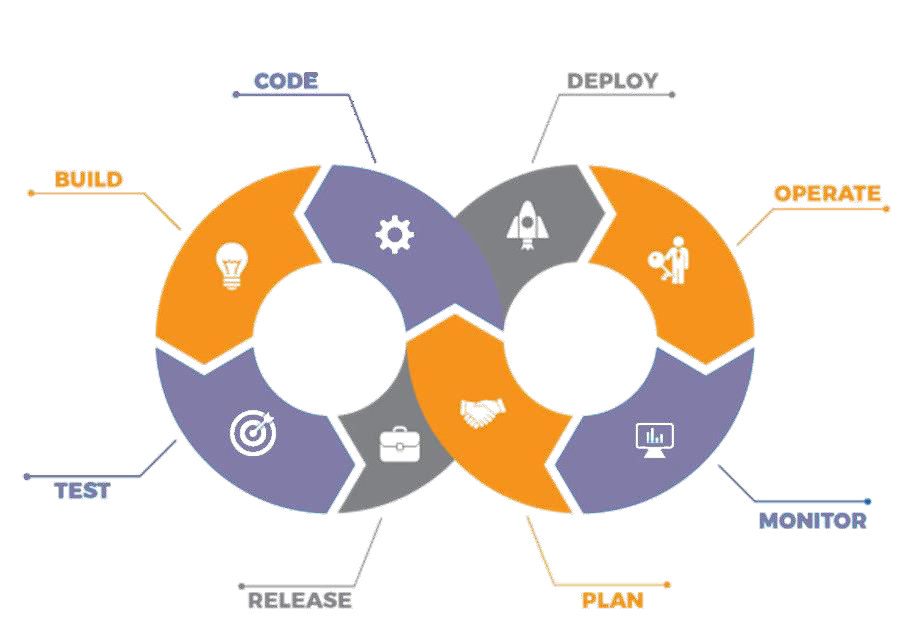 CODE
DEPLOY
BUILD
OPERATE
TEST
MONITOR
RELEASE
PLAN